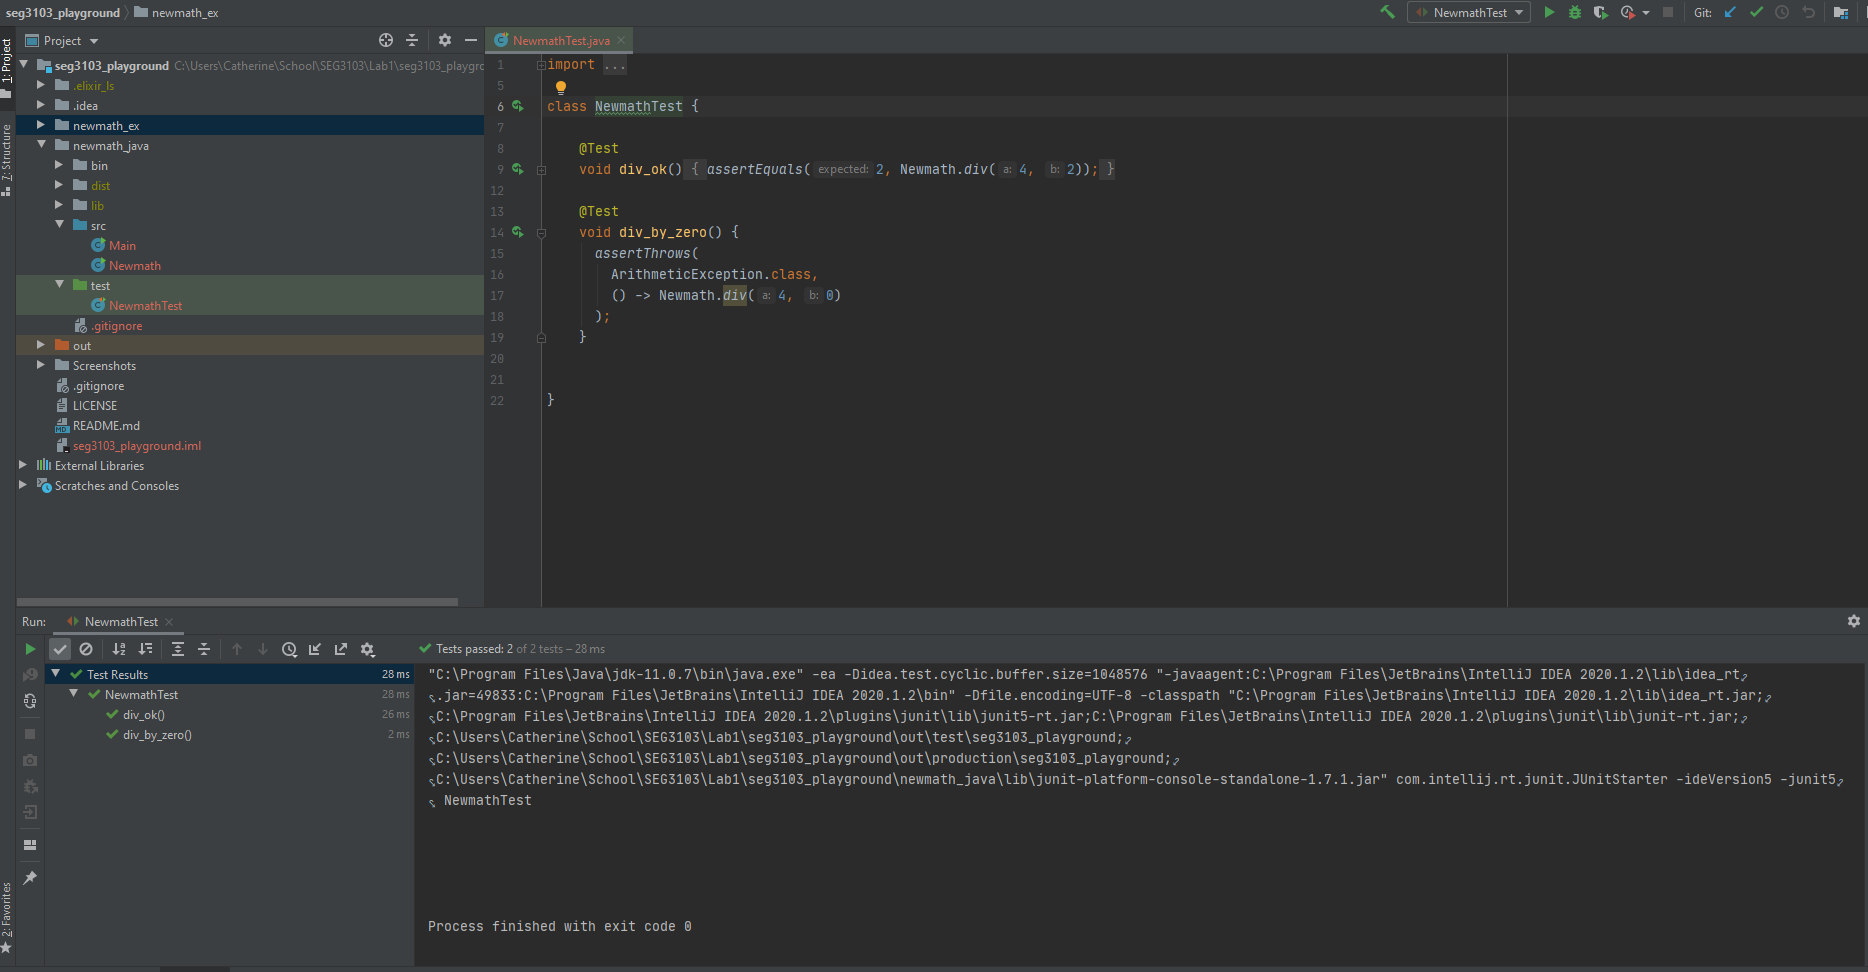 seg3103_playground newmath_ex
NewmathTest Git:
Project
NewmathTest.java
1: Project
7: Structure
2: Favorites
seg3103_playground C:\Users\Catherine\School\SEG3103\Lab1\seg3103_playgro
.elixir_ls
.idea
newmath_ex
newmath_java
bin
dist
lib
src
Main
Newmath
test
NewmathTest
.gitignore
out
Screenshots
.gitignore
LICENSE
README.md
seg3103_playground.iml
External Libraries
Scratches and Consoles
1 import ...
5
6 class NewmathTest {
7
8 @Test
9 void div_ok() { assertEquals( expected: 2, Newmath.div( a: 4, b: 2)); }
12
13 @Test
14 void div_by_zero() {
15 assertThrows(
16 ArithmeticException.class,
17 () -> Newmath.div( a: 4, b: 0)
18 );
19 }
20
21
22 }
Run: NewmathTest
Tests passed: 2 of 2 tests – 28 ms
Test Results 28 ms
NewmathTest 28 ms
div_ok() 26 ms
div_by_zero() 2 ms
"C:\Program Files\Java\jdk-11.0.7\bin\java.exe" -ea -Didea.test.cyclic.buffer.size=1048576 "-javaagent:C:\Program Files\JetBrains\IntelliJ IDEA 2020.1.2\lib\idea_rt
.jar=49833:C:\Program Files\JetBrains\IntelliJ IDEA 2020.1.2\bin" -Dfile.encoding=UTF-8 -classpath "C:\Program Files\JetBrains\IntelliJ IDEA 2020.1.2\lib\idea_rt.jar;
C:\Program Files\JetBrains\IntelliJ IDEA 2020.1.2\plugins\junit\lib\junit5-rt.jar;C:\Program Files\JetBrains\IntelliJ IDEA 2020.1.2\plugins\junit\lib\junit-rt.jar;
C:\Users\Catherine\School\SEG3103\Lab1\seg3103_playground\out\test\seg3103_playground;
C:\Users\Catherine\School\SEG3103\Lab1\seg3103_playground\out\production\seg3103_playground;
C:\Users\Catherine\School\SEG3103\Lab1\seg3103_playground\newmath_java\lib\junit-platform-console-standalone-1.7.1.jar" com.intellij.rt.junit.JUnitStarter -ideVersion5 -junit5
NewmathTest
Process finished with exit code 0